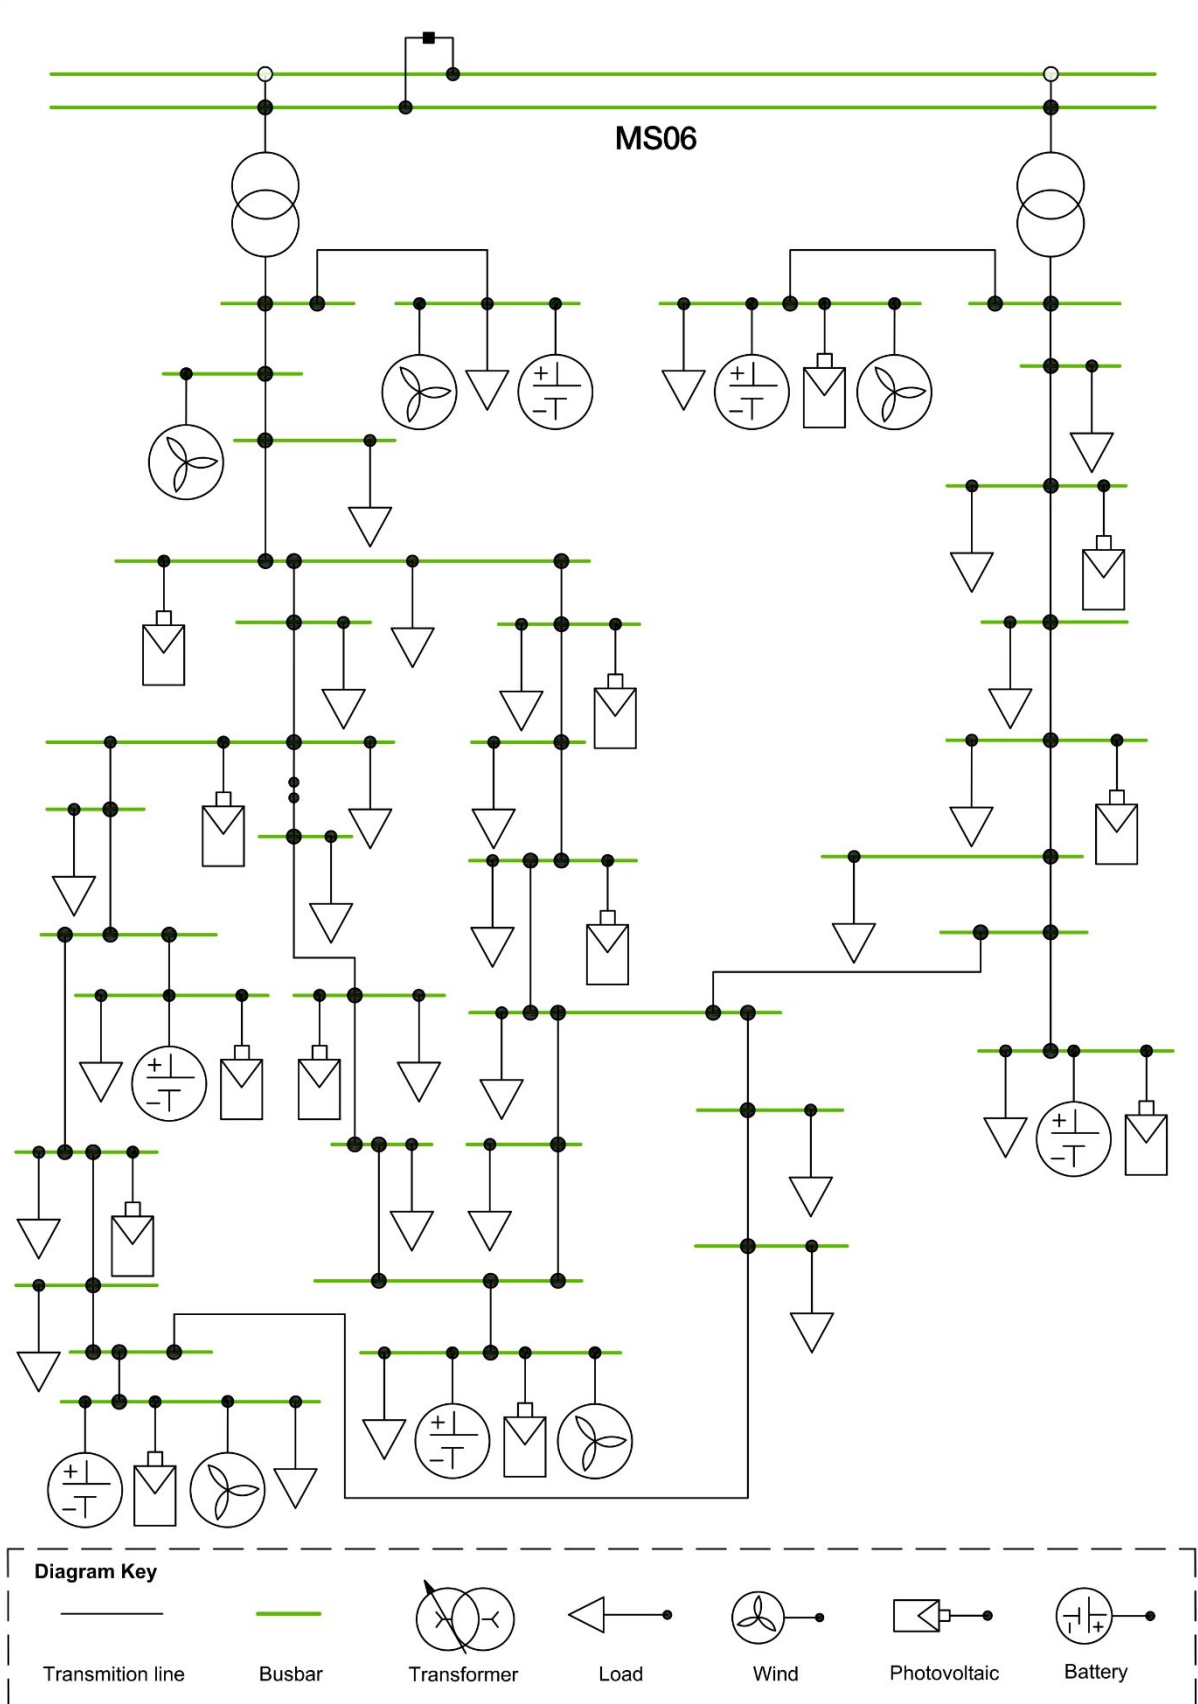 MS06
Diagram Key
Transmition line
Busbar
Transformer
Load
Wind
Photovoltaic
Battery